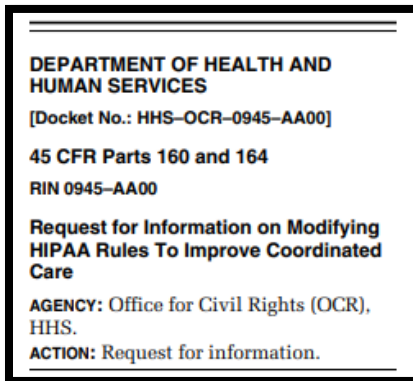 DEPARTMENT OF HEALTH AND
HUMAN SERVICES
[Docket No.: HHS–OCR–0945–AA00]
45 CFR Parts 160 and 164
RIN 0945–AA00
Request for Information on Modifying
HIPAA Rules To Improve Coordinated
Care
AGENCY: Office for Civil Rights (OCR),
HHS.
ACTION: Request for information.